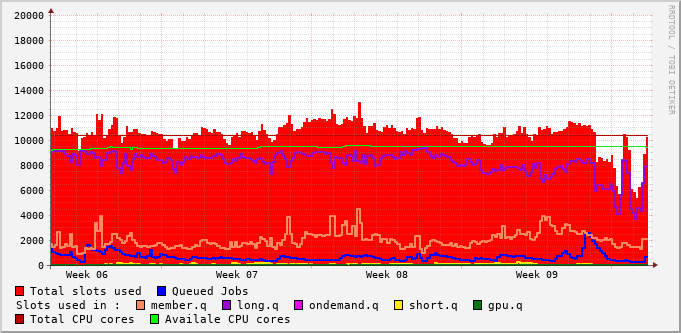 20000
18000
16000
14000
12000
10000
8000
6000
4000
2000
0
Week 06 Week 07 Week 08 Week 09
RRDTOOL / TOBI OETIKER
Total slots used Queued Jobs
Slots used in : member.q long.q ondemand.q short.q gpu.q
Total CPU cores Availale CPU cores